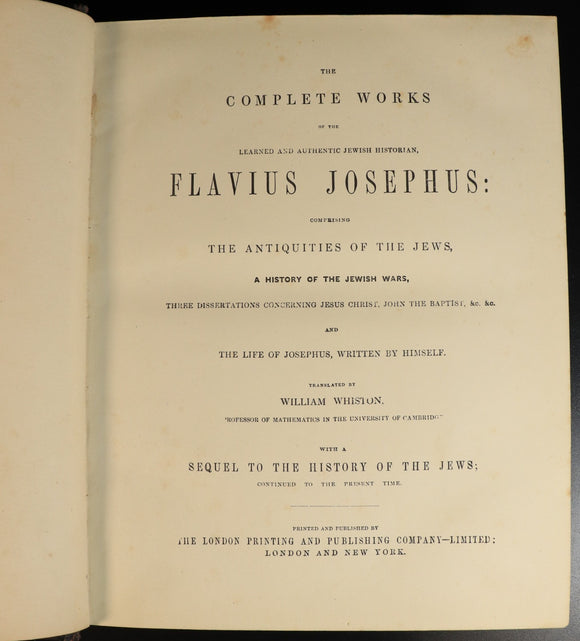 THE
COMPLETE WORKS
OF THE
LEARNED AND AUTHENTIC JEWISH HISTORIAN,
FLAVIUS JOSEPHUS:
COMPRISING
THE ANTIQUITIES OF THE JEWS,
A HISTORY OF THE JEWISH WARS,
THREE DISSERTATIONS CONCERNING JESUS CHRIST, JOHN THE BAPTIST, &c. &c.
AND
THE LIFE OF JOSEPHUS, WRITTEN BY HIMSELF.
TRANSLATED BY
WILLIAM WHISTON,
PROFESSOR OF MATHEMATICS IN THE UNIVERSITY OF CAMBRIDGE
WITH A
SEQUEL TO THE HISTORY OF THE JEWS;
CONTINUED TO THE PRESENT TIME.
PRINTED AND PUBLISHED BY
THE LONDON PRINTING AND PUBLISHING COMPANY—LIMITED;
LONDON AND NEW YORK.